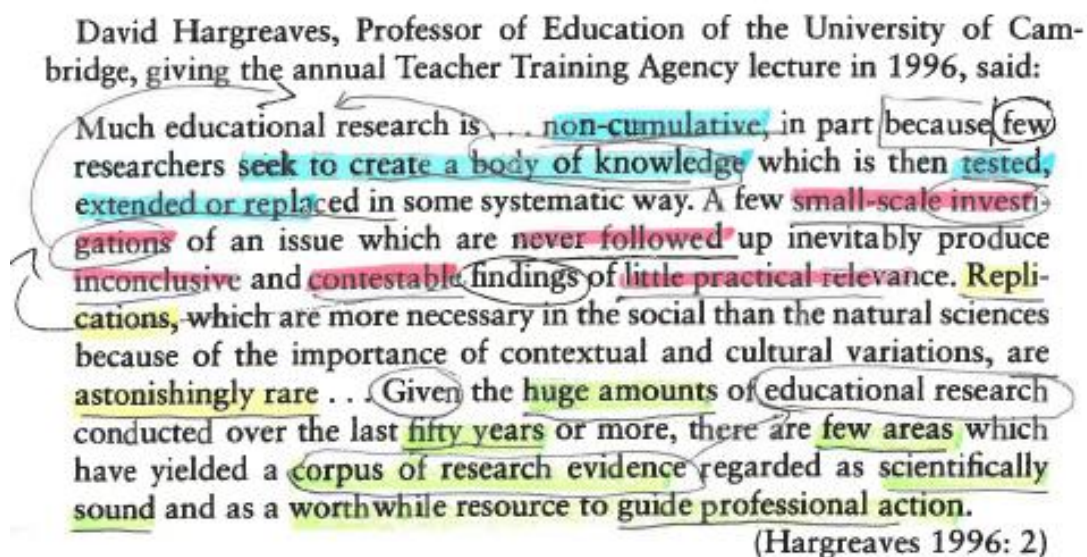 David Hargreaves, Professor of Education of the University of Cam-
bridge, giving the annual Teacher Training Agency lecture in 1996, said:
Much educational research is . . . non-cumulative, in part because few
researchers seek to create a body of knowledge which is then tested,
extended or replaced in some systematic way. A few small-scale investi-
gations of an issue which are never followed up inevitably produce
inconclusive and contestable findings of little practical relevance. Repli-
cations, which are more necessary in the social than the natural sciences
because of the importance of contextual and cultural variations, are
astonishingly rare . . . Given the huge amounts of educational research
conducted over the last fifty years or more, there are few areas which
have yielded a corpus of research evidence regarded as scientifically
sound and as a worthwhile resource to guide professional action.
(Hargreaves 1996: 2)